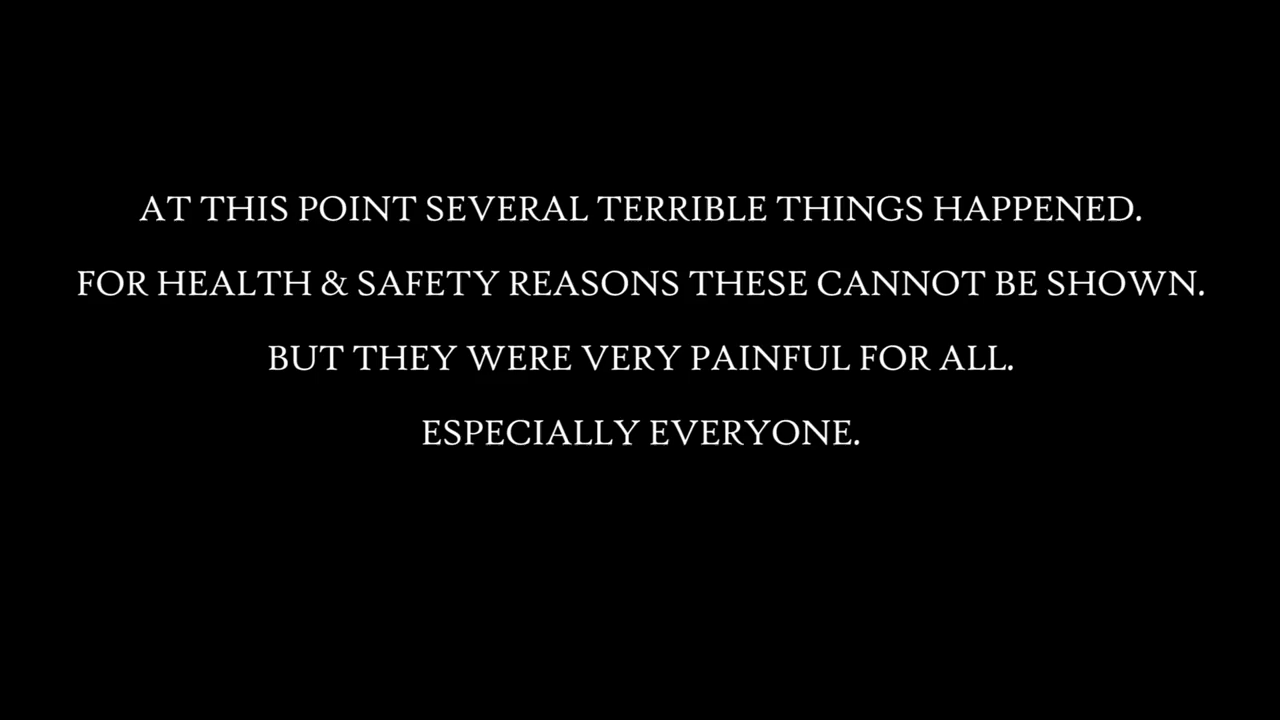 AT THIS POINT SEVERAL TERRIBLE THINGS HAPPENED.
FOR HEALTH & SAFETY REASONS THESE CANNOT BE SHOWN.
BUT THEY WERE VERY PAINFUL FOR ALL.
ESPECIALLY EVERYONE.